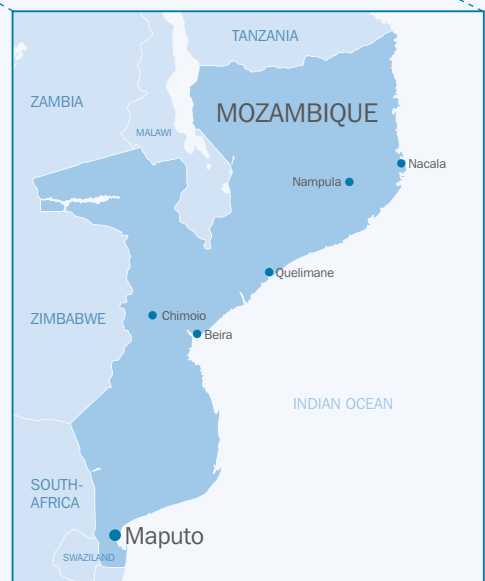 TANZANIA
ZAMBIA
MOZAMBIQUE
MALAWI
Nacala
Nampula
Quelimane
Chimoio
ZIMBABWE
Beira
INDIAN OCEAN
SOUTH-
AFRICA
Maputo
SWAZILAND